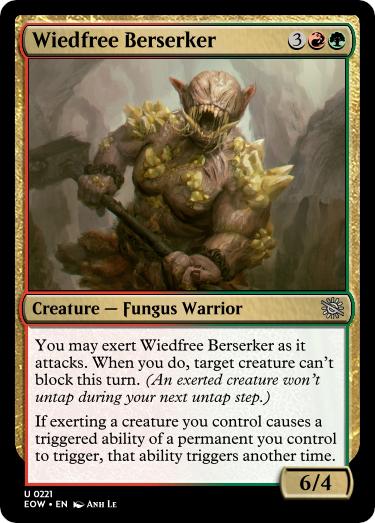 Wiedfree Berserker 3
Creature — Fungus Warrior
You may exert Wiedfree Berserker as it
attacks. When you do, target creature can't
block this turn. (An exerted creature won't
untap during your next untap step.)
If exerting a creature you control causes a
triggered ability of a permanent you control
to trigger, that ability triggers another time.
6/4
U 0221
EOW • EN Anh Le